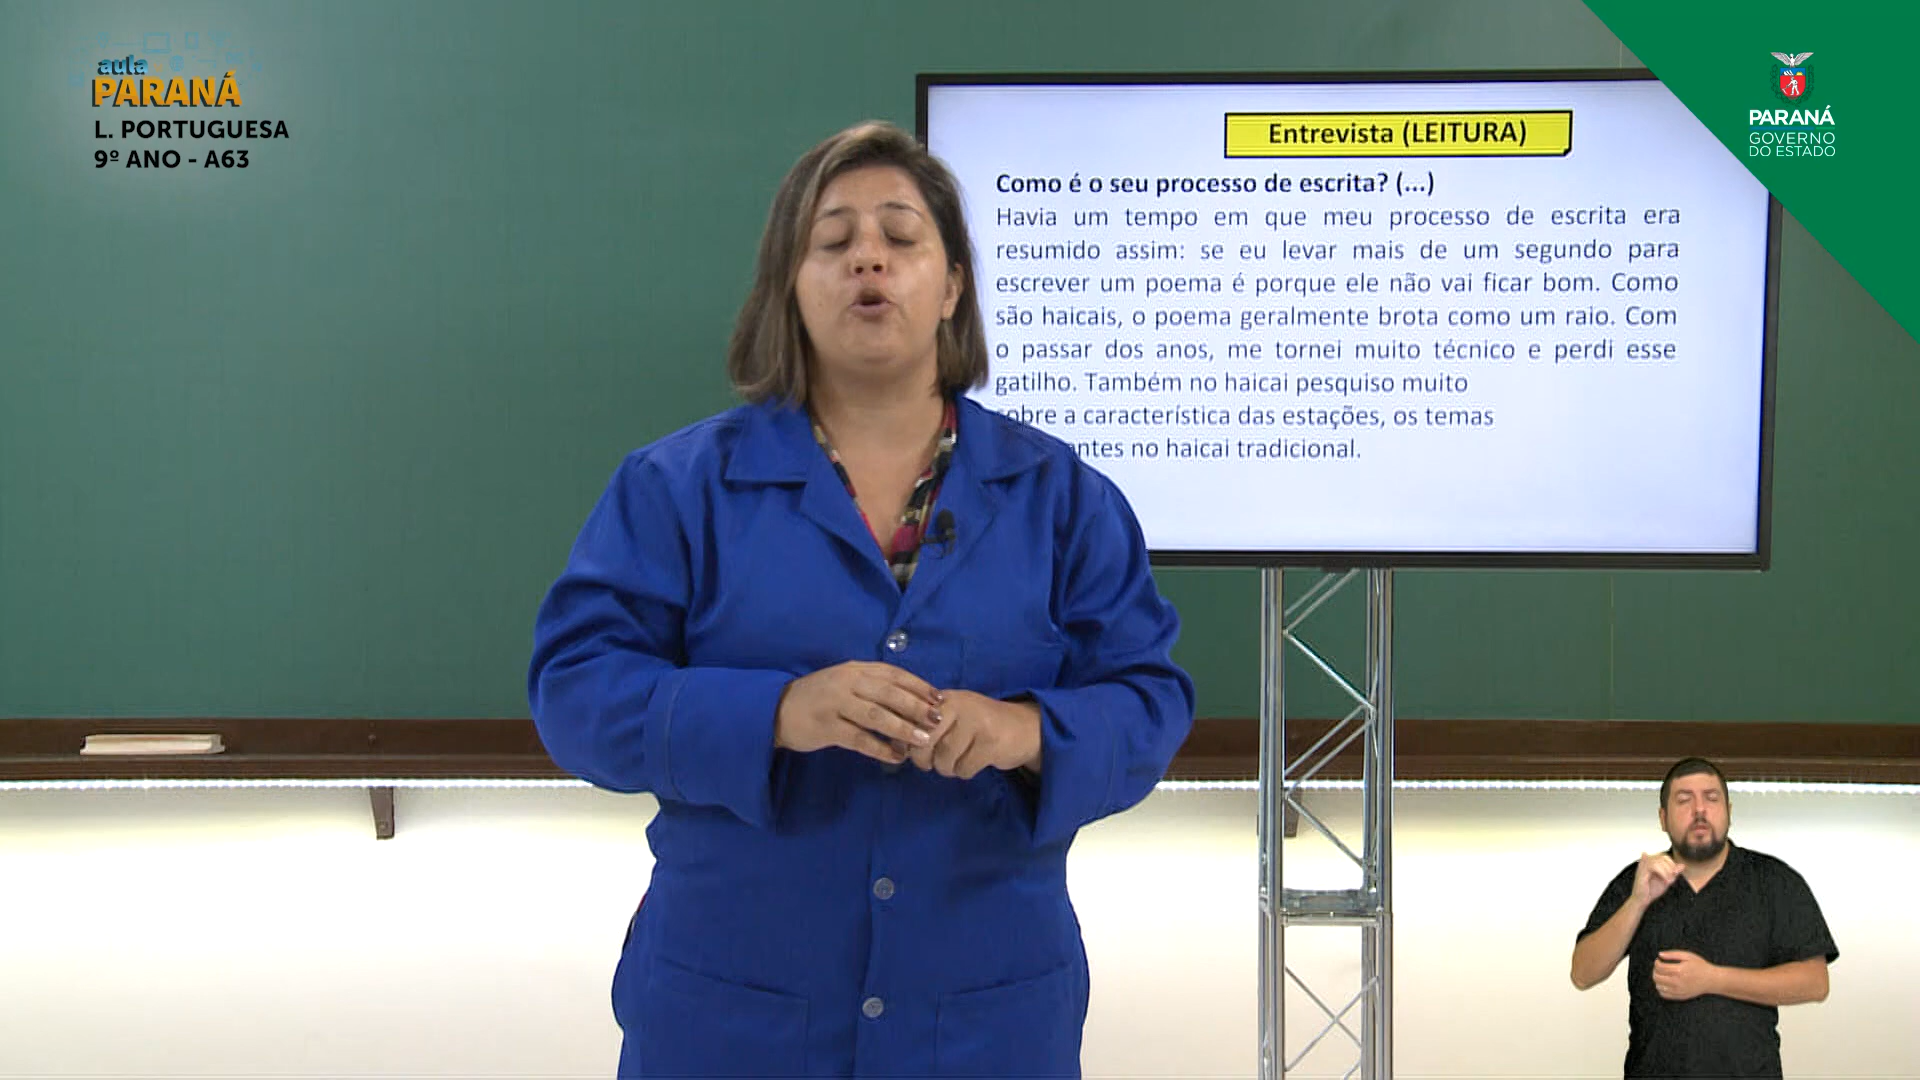 aula
PARANÁ
L. PORTUGUESA
9º ANO - A63
Entrevista (LEITURA)
Como é o seu processo de escrita? (...)
Havia um tempo em que meu processo de escrita era
resumido assim: se eu levar mais de um segundo para
escrever um poema é porque ele não vai ficar bom. Como
são haicais, o poema geralmente brota como um raio. Com
o passar dos anos, me tornei muito técnico e perdi esse
gatilho. Também no haicai pesquiso muito
sobre a característica das estações, os temas
no haicai tradicional.
PARANÁ
GOVERNO
DO ESTADO